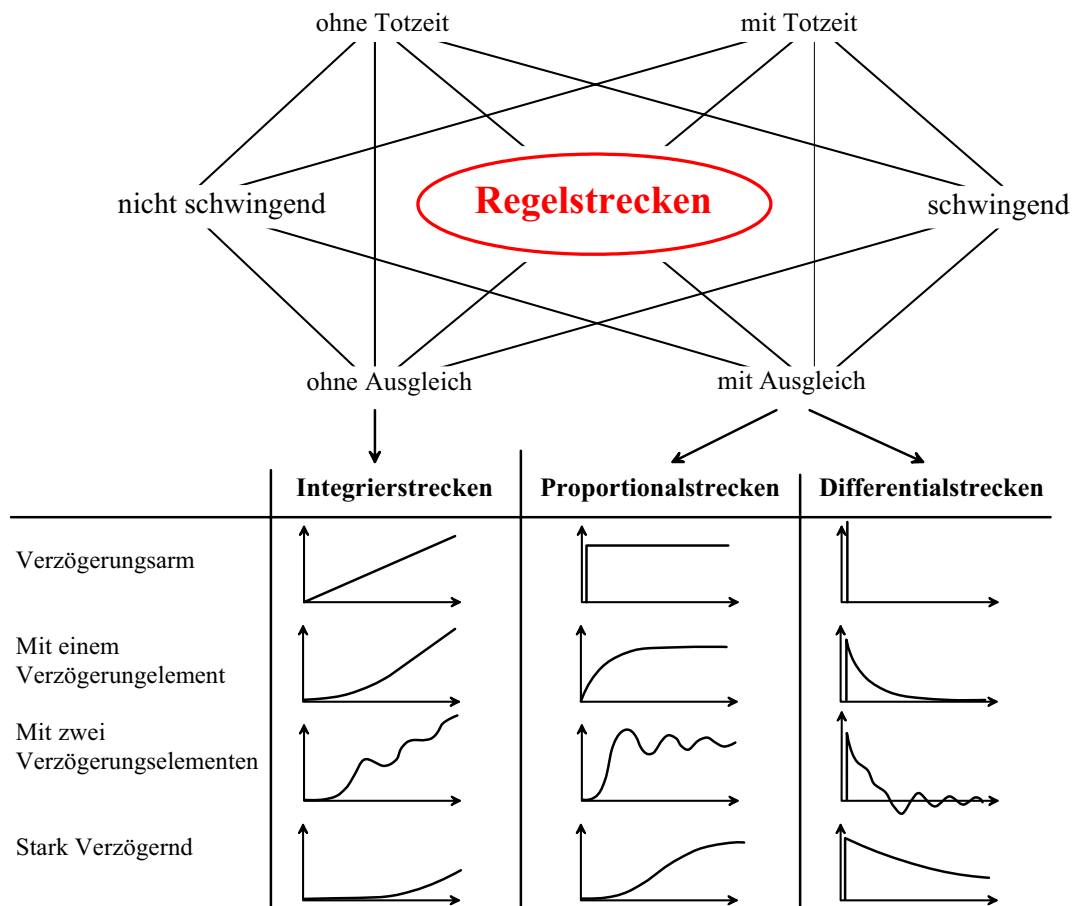 ohne Totzeit
mit Totzeit
nicht schwingend
Regelstrecken
schwingend
ohne Ausgleich
mit Ausgleich
Integrierstrecken
Proportionalstrecken
Differentialstrecken
Verzögerungsarm
Mit einem
Verzögerungelement
Mit zwei
Verzögerungselementen
Stark Verzögernd